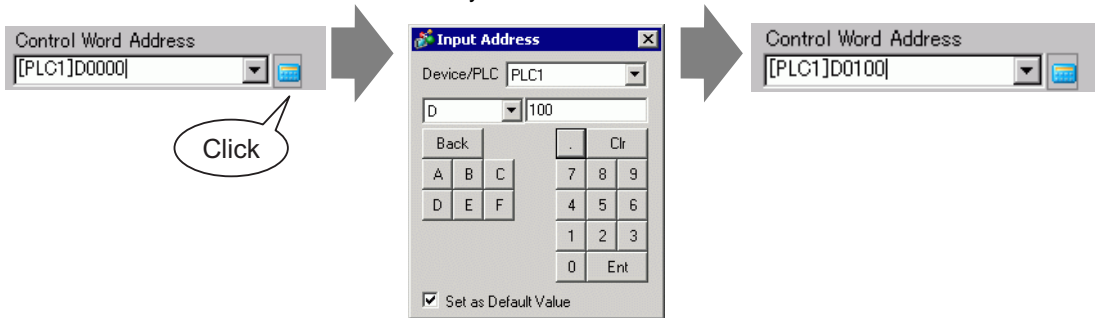 Control Word Address
[PLC1]D0000
Click
Input Address
Device/PLC PLC1
D 100
Back . Clr
A B C 7 8 9
D E F 4 5 6
1 2 3
0 Ent
Set as Default Value
Control Word Address
[PLC1]D0100